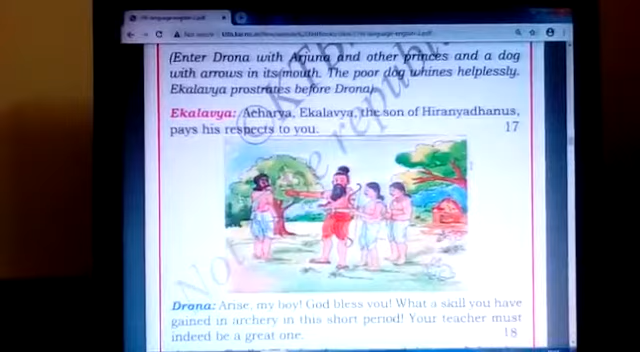 Not secure
(Enter Drona with Arjuna and other princes and a dog
with arrows in its mouth. The poor dog whines helplessly.
Ekalavya prostrates before Drona)
Ekalavya: Acharya, Ekalavya, the son of Hiranyadhanus,
pays his respects to you. 17
Drona: Arise, my boy! God bless you! What a skill you have
gained in archery in this short period! Your teacher must
indeed be a great one. 18